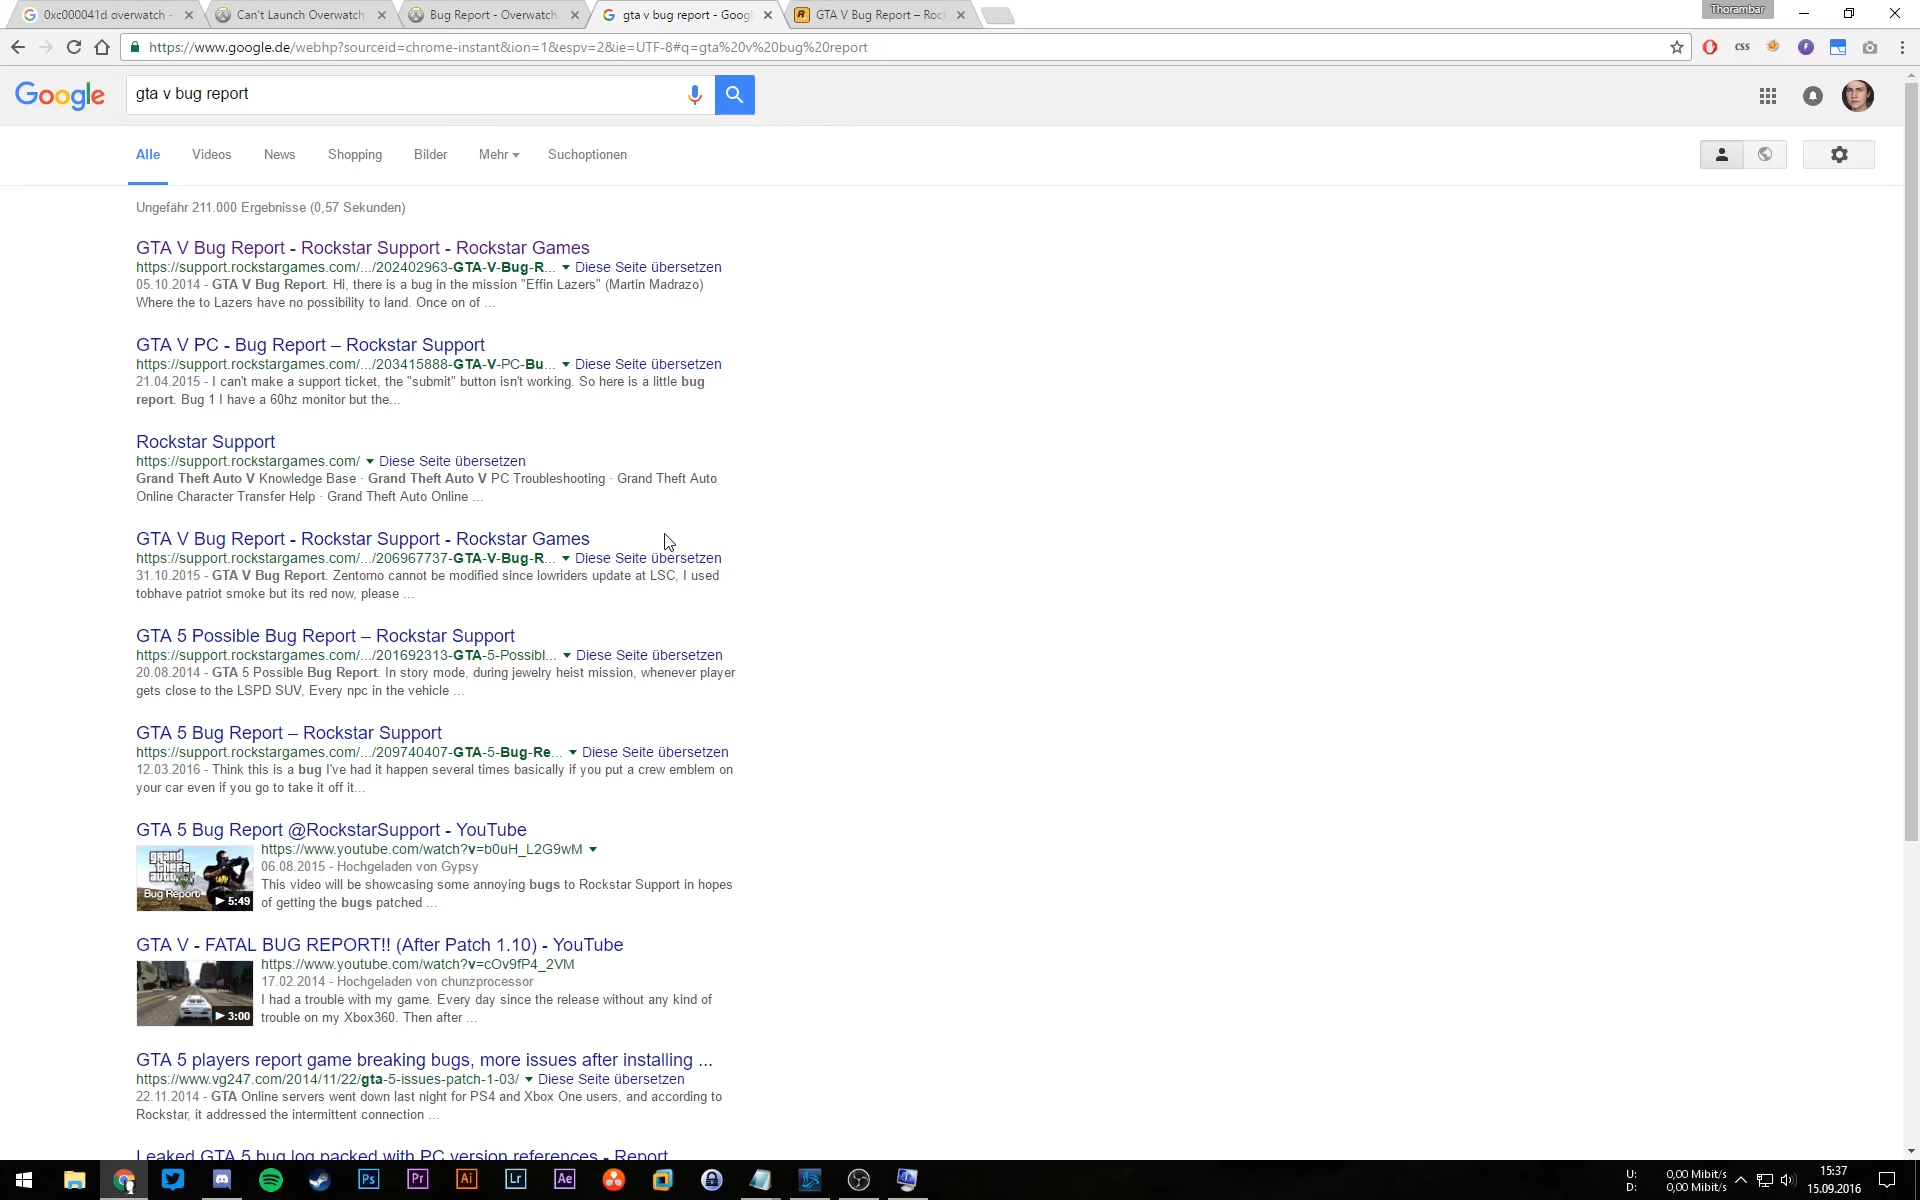 0xc000041d overwatch -
Can't Launch Overwatch
Bug Report - Overwatch
gta v bug report - Googl
GTA V Bug Report – Rock
Thorambar
https://www.google.de/webhp?sourceid=chrome-instant&ion=1&espv=2&ie=UTF-8#q=gta%20v%20bug%20report
css
Google
gta v bug report
Alle Videos News Shopping Bilder Mehr Suchoptionen
Ungefähr 211.000 Ergebnisse (0,57 Sekunden)
GTA V Bug Report - Rockstar Support - Rockstar Games
https://support.rockstargames.com/.../202402963-GTA-V-Bug-R... Diese Seite übersetzen
05.10.2014 - GTA V Bug Report. Hi, there is a bug in the mission "Effin Lazers" (Martin Madrazo)
Where the to Lazers have no possibility to land. Once on of ...
GTA V PC - Bug Report – Rockstar Support
https://support.rockstargames.com/.../203415888-GTA-V-PC-Bu... Diese Seite übersetzen
21.04.2015 - I can't make a support ticket, the "submit" button isn't working. So here is a little bug
report. Bug 1 I have a 60hz monitor but the...
Rockstar Support
https://support.rockstargames.com/ Diese Seite übersetzen
Grand Theft Auto V Knowledge Base · Grand Theft Auto V PC Troubleshooting · Grand Theft Auto
Online Character Transfer Help · Grand Theft Auto Online ...
GTA V Bug Report - Rockstar Support - Rockstar Games
https://support.rockstargames.com/.../206967737-GTA-V-Bug-R... Diese Seite übersetzen
31.10.2015 - GTA V Bug Report. Zentorno cannot be modified since lowriders update at LSC, I used
tobhave patriot smoke but its red now, please ...
GTA 5 Possible Bug Report – Rockstar Support
https://support.rockstargames.com/.../201692313-GTA-5-Possibl... Diese Seite übersetzen
20.08.2014 - GTA 5 Possible Bug Report. In story mode, during jewelry heist mission, whenever player
gets close to the LSPD SUV, Every npc in the vehicle ...
GTA 5 Bug Report – Rockstar Support
https://support.rockstargames.com/.../209740407-GTA-5-Bug-Re... Diese Seite übersetzen
12.03.2016 - Think this is a bug I've had it happen several times basically if you put a crew emblem on
your car even if you go to take it off it...
GTA 5 Bug Report @RockstarSupport - YouTube
grand
theft
auto
Bug Report
5:49
https://www.youtube.com/watch?v=b0uH_L2G9wM
06.08.2015 - Hochgeladen von Gypsy
This video will be showcasing some annoying bugs to Rockstar Support in hopes
of getting the bugs patched ...
GTA V - FATAL BUG REPORT!! (After Patch 1.10) - YouTube
3:00
https://www.youtube.com/watch?v=cOv9fP4_2VM
17.02.2014 - Hochgeladen von chunzprocessor
I had a trouble with my game. Every day since the release without any kind of
trouble on my Xbox360. Then after ...
GTA 5 players report game breaking bugs, more issues after installing ...
https://www.vg247.com/2014/11/22/gta-5-issues-patch-1-03/ Diese Seite übersetzen
22.11.2014 - GTA Online servers went down last night for PS4 and Xbox One users, and according to
Rockstar, it addressed the intermittent connection ...
Leaked GTA 5 bug log packed with PC version references - Report
Ps Pr Ai Lr Ae
U: 0,00 Mibit/s
D: 0,00 Mibit/s
15:37
15.09.2016